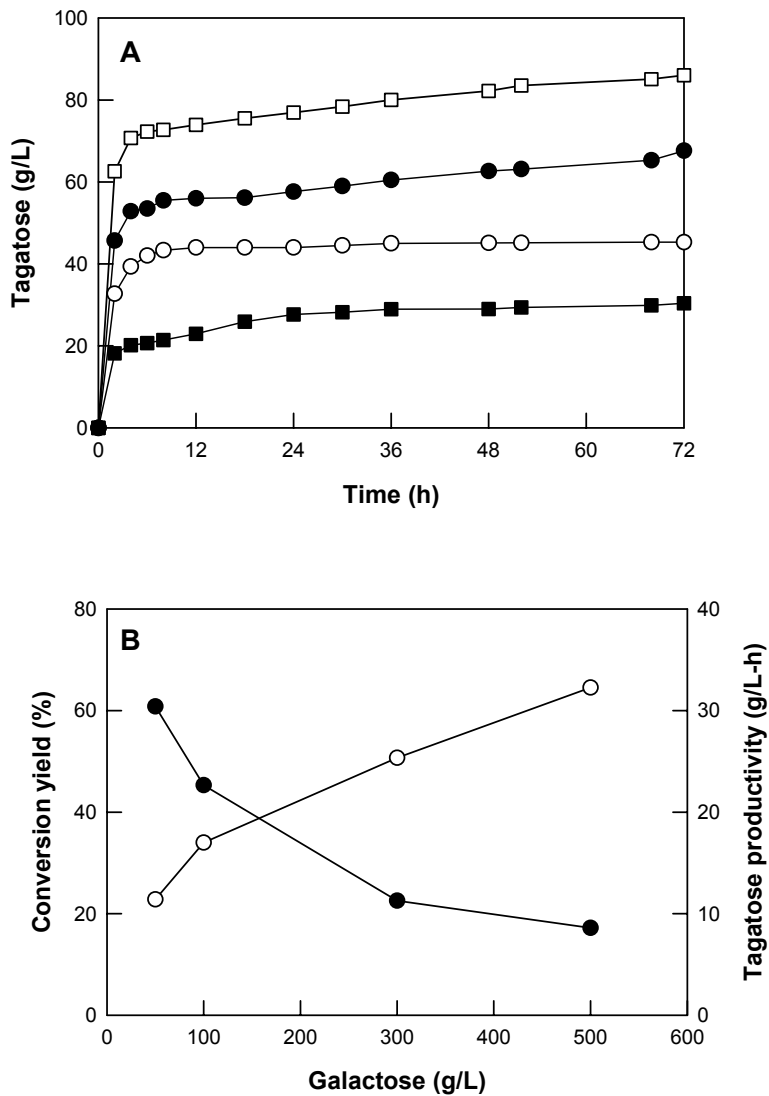 A
Tagatose (g/L)
100
80
60
40
20
0
0 12 24 36 48 60 72
Time (h)
B
Conversion yield (%)
80
60
40
20
0
Tagatose productivity (g/L-h)
40
30
20
10
0
0 100 200 300 400 500 600
Galactose (g/L)